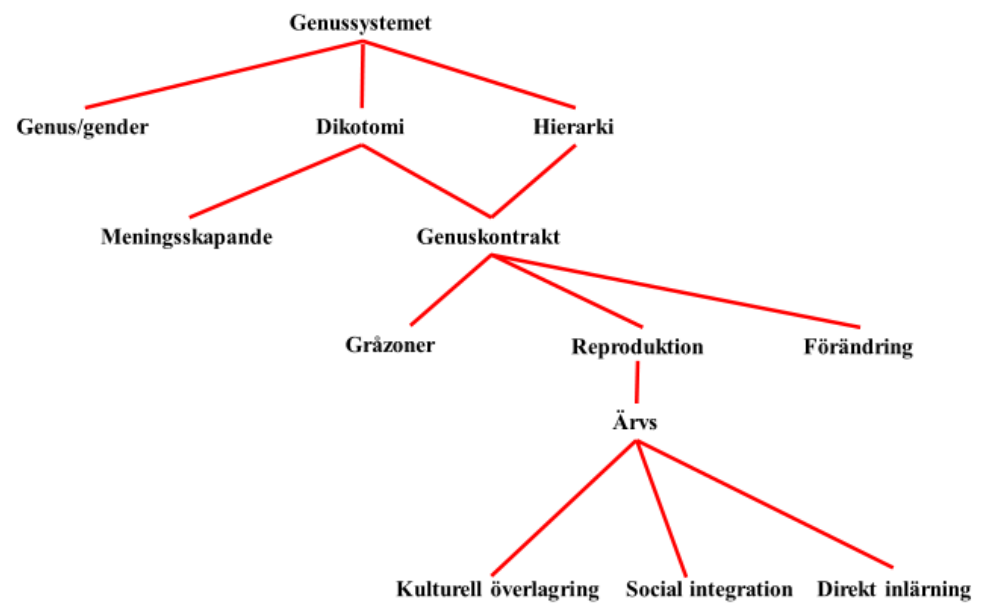 Genussystemet
Genus/gender Dikotomi Hierarki
Meningsskapande Genuskontrakt
Gråzoner Reproduktion Förändring
Ärvs
Kulturell överlagring Social integration Direkt inlärning